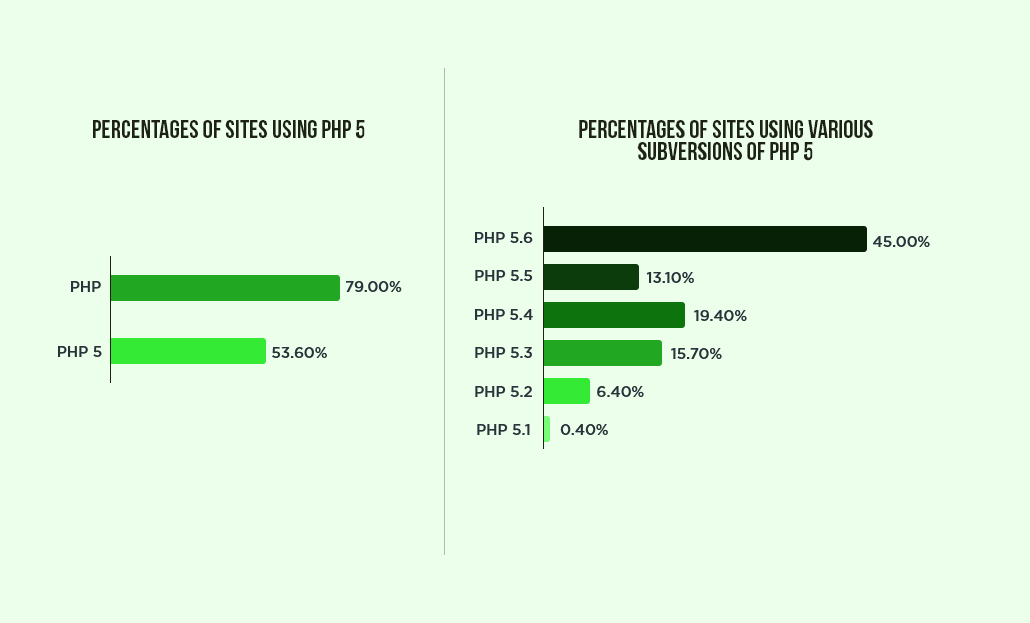 PERCENTAGES OF SITES USING PHP 5
PHP 79.00%
PHP 5 53.60%
PERCENTAGES OF SITES USING VARIOUS
SUBVERSIONS OF PHP 5
PHP 5.6 45.00%
PHP 5.5 13.10%
PHP 5.4 19.40%
PHP 5.3 15.70%
PHP 5.2 6.40%
PHP 5.1 0.40%